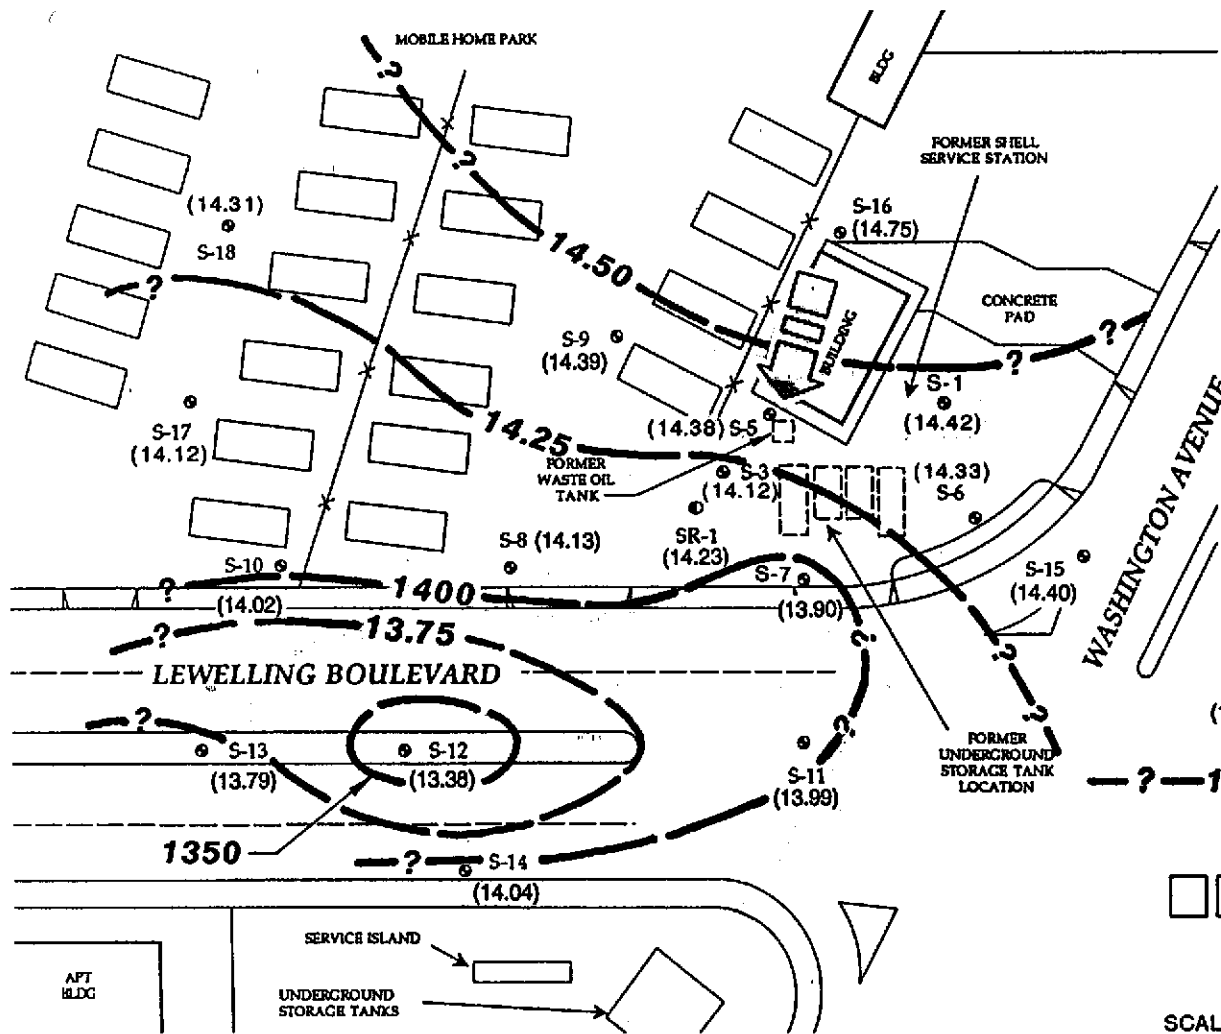 MOBILE HOME PARK
BLDG
FORMER SHELL
SERVICE STATION
(14.31)
S-18
S-16
(14.75)
14.50
CONCRETE
PAD
S-9
(14.39)
BUILDING
S-1
(14.42)
S-17
(14.12)
14.25
(14.38) S-5
FORMER
WASTE OIL
TANK
S-3
(14.12)
(14.33)
S-6
SR-1
(14.23)
S-8 (14.13)
S-10
(14.02)
1400
S-7
(13.90)
S-15
(14.40)
WASHINGTON AVENUE
13.75
LEWELLING BOULEVARD
S-13
(13.79)
S-12
(13.38)
S-11
(13.99)
FORMER
UNDERGROUND
STORAGE TANK
LOCATION
1350
S-14
(14.04)
SERVICE ISLAND
APT
BLDG
UNDERGROUND
STORAGE TANKS
? ? ? ? ? ? ? ? ? ? ? ? ?
SCAL